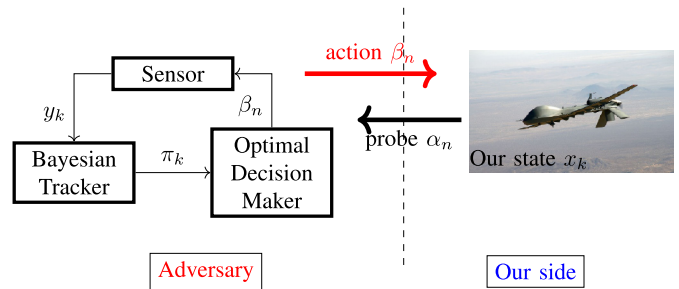 action βn
Sensor
yk
βn
probe αn
Bayesian
Tracker
πk
Optimal
Decision
Maker
Our state xk
Adversary
Our side